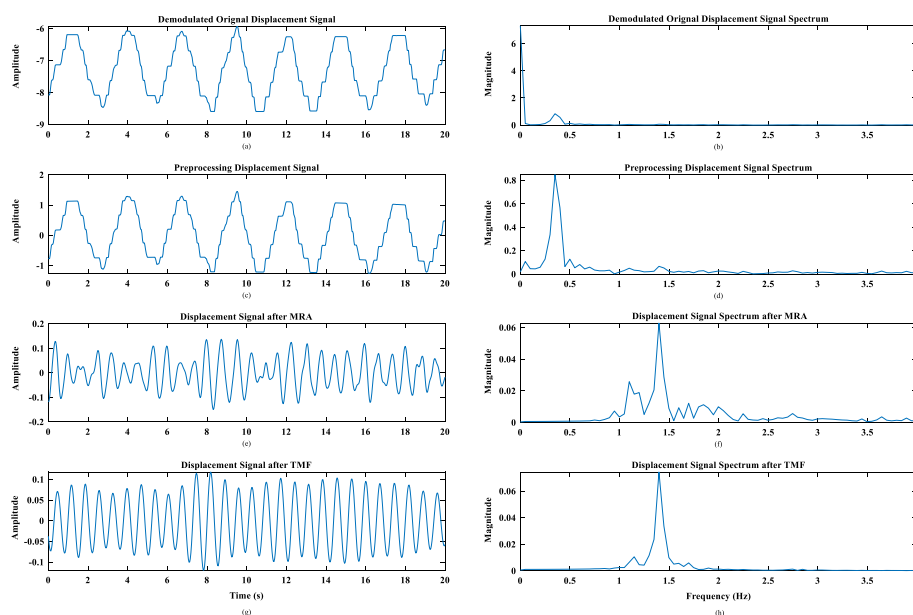 Demodulated Orignal Displacement Signal
Amplitude
-6
-7
-8
-9
0 2 4 6 8 10 12 14 16 18 20
(a)
Demodulated Orignal Displacement Signal Spectrum
Magnitude
6
4
2
0
0 0.5 1 1.5 2 2.5 3 3.5
(b)
Preprocessing Displacement Signal
Amplitude
2
1
0
-1
0 2 4 6 8 10 12 14 16 18 20
(c)
Preprocessing Displacement Signal Spectrum
Magnitude
0.8
0.6
0.4
0.2
0
0 0.5 1 1.5 2 2.5 3 3.5
(d)
Displacement Signal after MRA
Amplitude
0.2
0.1
0
-0.1
-0.2
0 2 4 6 8 10 12 14 16 18 20
(e)
Displacement Signal Spectrum after MRA
Magnitude
0.06
0.04
0.02
0
0 0.5 1 1.5 2 2.5 3 3.5
(f)
Displacement Signal after TMF
Amplitude
0.1
0.05
0
-0.05
-0.1
0 2 4 6 8 10 12 14 16 18 20
Time (s)
(g)
Displacement Signal Spectrum after TMF
Magnitude
0.06
0.04
0.02
0
0 0.5 1 1.5 2 2.5 3 3.5
Frequency (Hz)
(h)